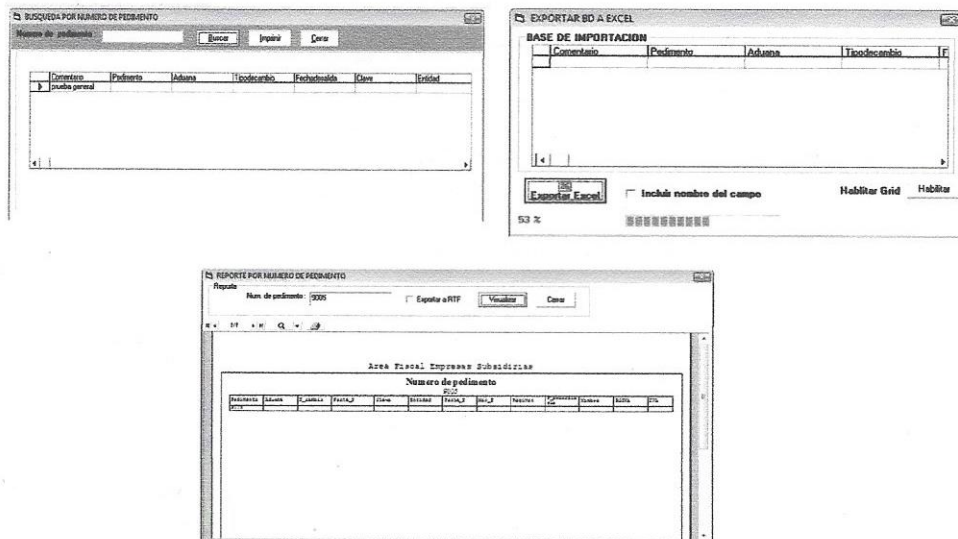 BUSQUEDA POR NUMERO DE PEDIMENTO
Numero de pedimento
Buscar Imprimir Cerrar
Comentario Pedimento Aduana Tipodecambio Fechadesalida Clave Entidad
prueba general
EXPORTAR BD A EXCEL
BASE DE IMPORTACION
Comentario Pedimento Aduana Tipodecambio F
Exportar Excel Incluir nombre del campo Hablitar Grid Habilitar
53 %
REPORTE POR NUMERO DE PEDIMENTO
Reporte
Num. de pedimento: 9005 Exportar a RTF Visualizar Cerrar
Area Fiscal Empresas Subsidirias
Numero de pedimento
Pedimento Aduana Clave Entidad Nombre